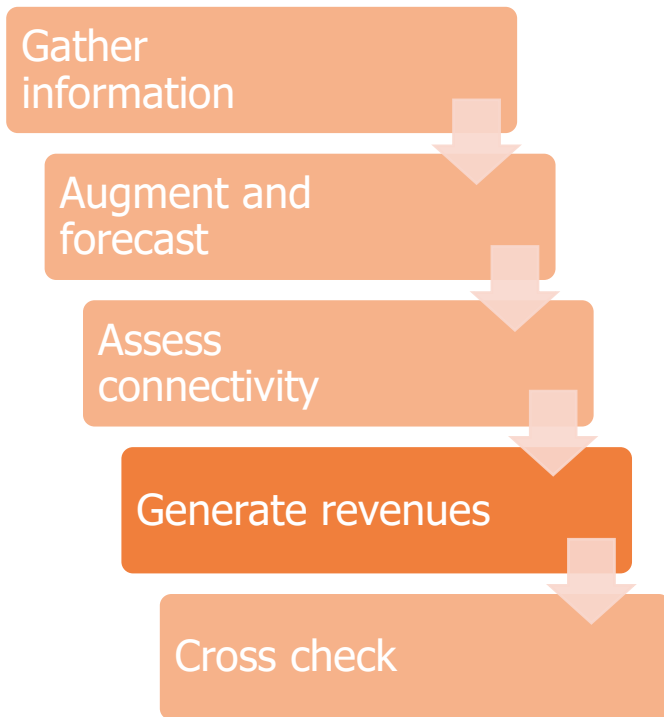 Gather
information
Augment and
forecast
Assess
connectivity
Generate revenues
Cross check